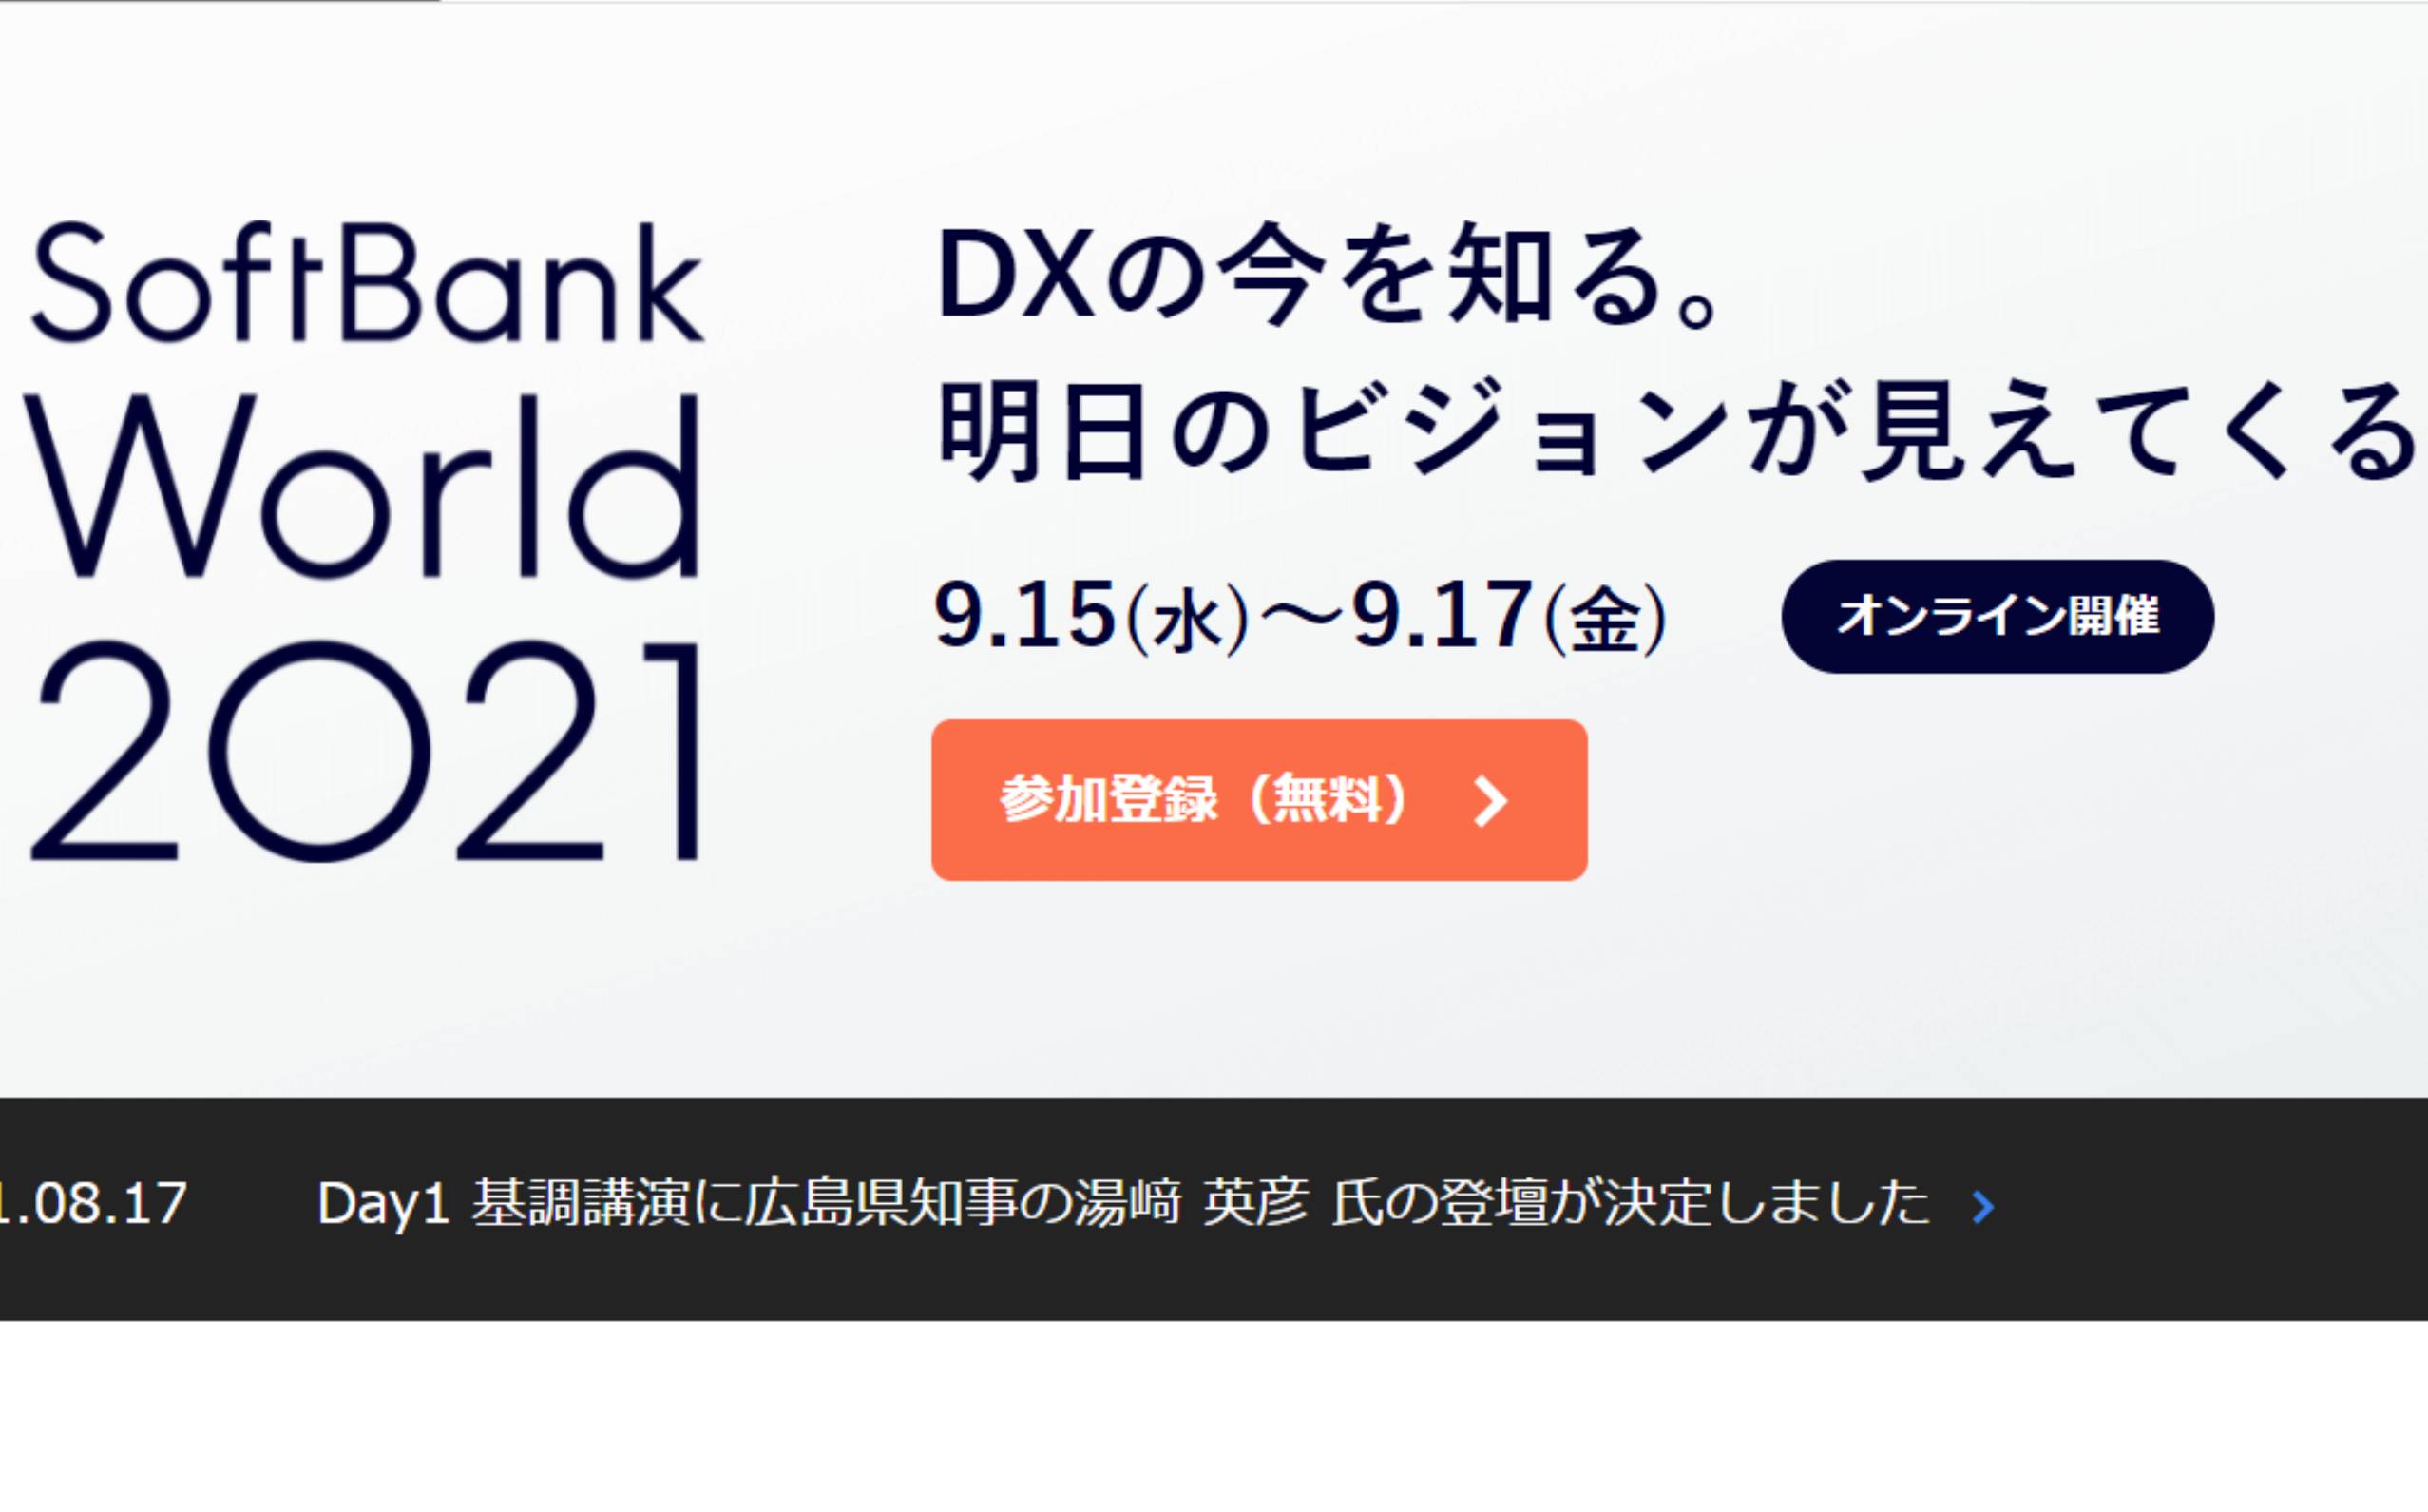 SoftBank
World
2021
DXの今を知る。
明日のビジョンが見えてくる
9.15(水)〜9.17(金)
オンライン開催
参加登録（無料）
1.08.17 Day1 基調講演に広島県知事の湯﨑 英彦 氏の登壇が決定しました